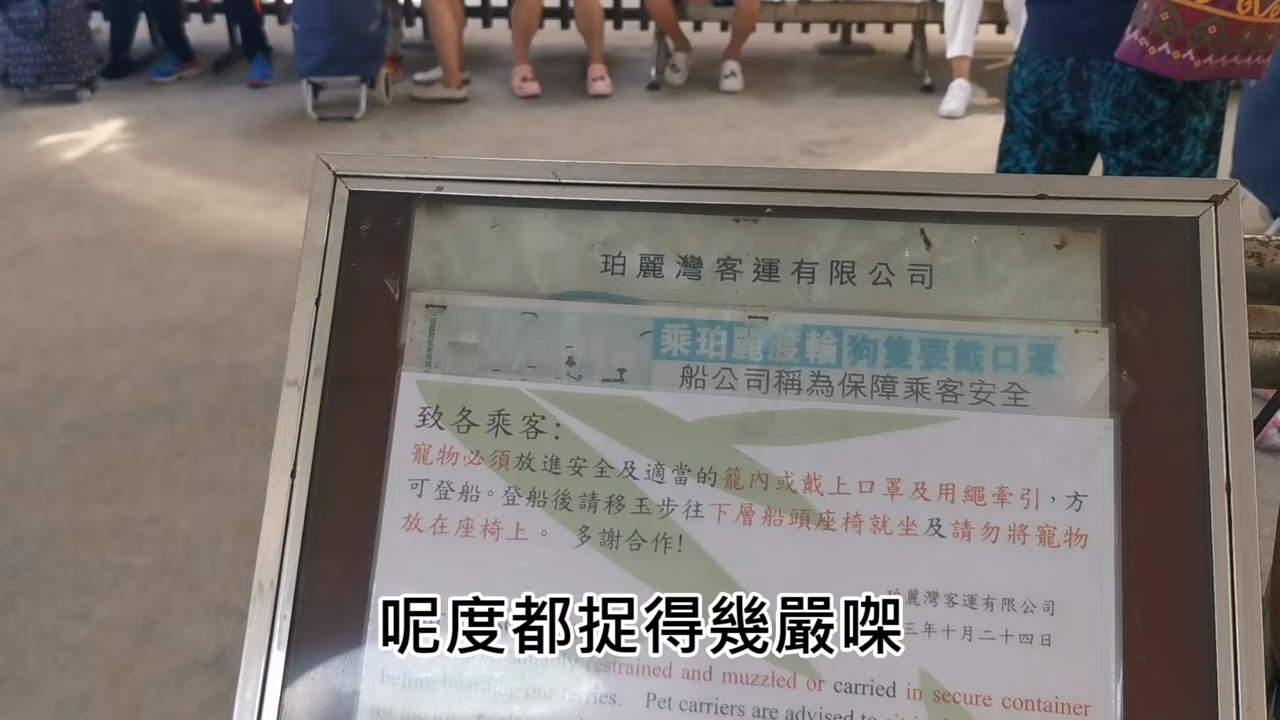 珀麗灣客運有限公司
乘珀麗渡輪狗隻要戴口罩
船公司稱為保障乘客安全
致各乘客：
寵物必須放進安全及適當的籠內或戴上口罩及用繩牽引，方
可登船。登船後請移玉步往下層船頭座椅就坐及請勿將寵物
放在座椅上。 多謝合作!
珀麗灣客運有限公司
三年十月二十四日
呢度都捉得幾嚴㗎
restrained and muzzled or carried in secure container
before boarding our ferries. Pet carriers are advised to